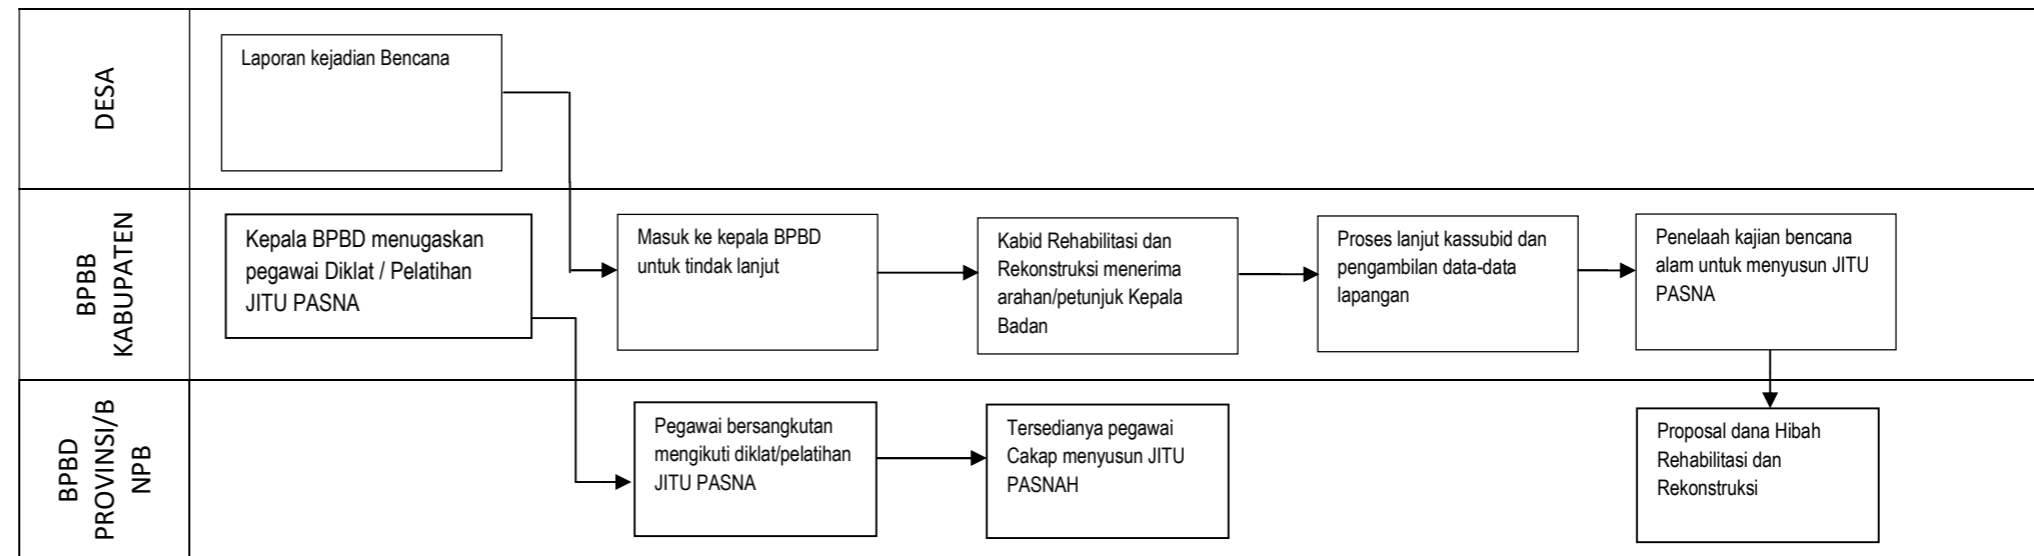 DESA
Laporan kejadian Bencana
BPBB
KABUPATEN
Kepala BPBD menugaskan
pegawai Diklat / Pelatihan
JITU PASNA
Masuk ke kepala BPBD
untuk tindak lanjut
Kabid Rehabilitasi dan
Rekonstruksi menerima
arahan/petunjuk Kepala
Badan
Proses lanjut kassubid dan
pengambilan data-data
lapangan
Penelaah kajian bencana
alam untuk menyusun JITU
PASNA
BPBD
PROVINSI/B
NPB
Pegawai bersangkutan
mengikuti diklat/pelatihan
JITU PASNA
Tersedianya pegawai
Cakap menyusun JITU
PASNAH
Proposal dana Hibah
Rehabilitasi dan
Rekonstruksi